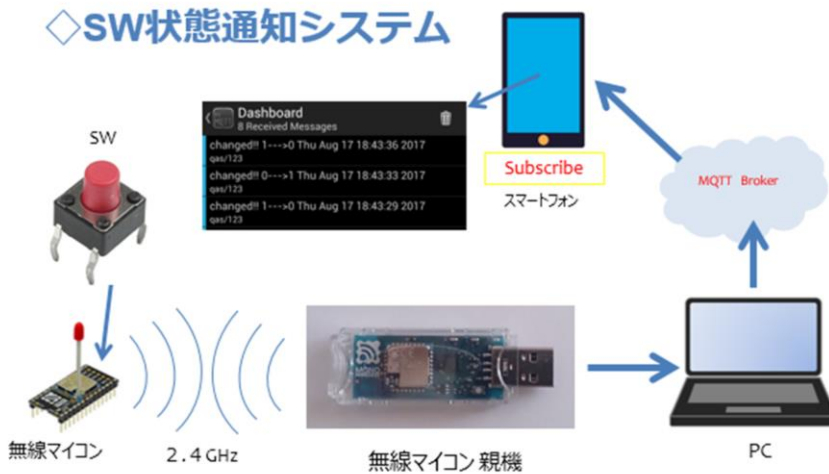 ◇SW状態通知システム
SW
Dashboard
8 Received Messages
changed!! 1--->0 Thu Aug 17 18:43:36 2017
qas/123
changed!! 0--->1 Thu Aug 17 18:43:33 2017
qas/123
changed!! 1--->0 Thu Aug 17 18:43:29 2017
qas/123
Subscribe
スマートフォン
MQTT Broker
無線マイコン
2.4GHz
MONO
無線マイコン 親機
PC